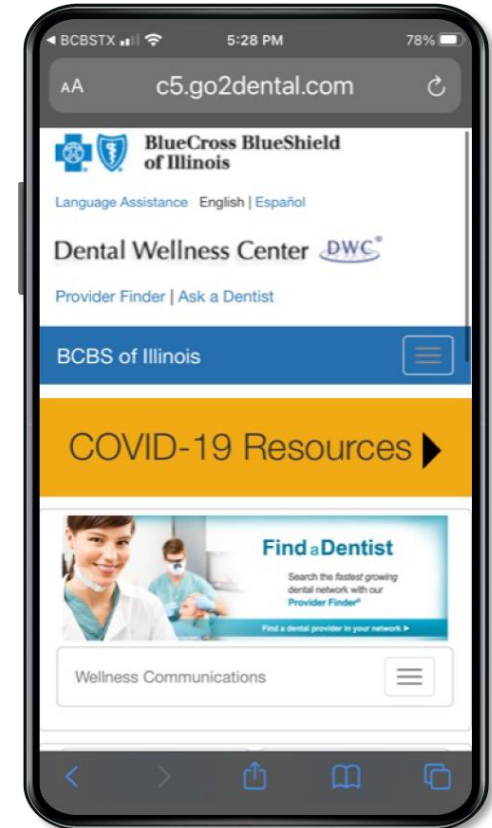 BCBSTX
5:28 PM
78%
AA
c5.go2dental.com
BlueCross BlueShield
of Illinois
Language Assistance English | Español
Dental Wellness Center DWC®
Provider Finder | Ask a Dentist
BCBS of Illinois
COVID-19 Resources
Find a Dentist
Search the fastest growing
dental network with our
Provider Finder®
Find a dental provider in your network
Wellness Communications